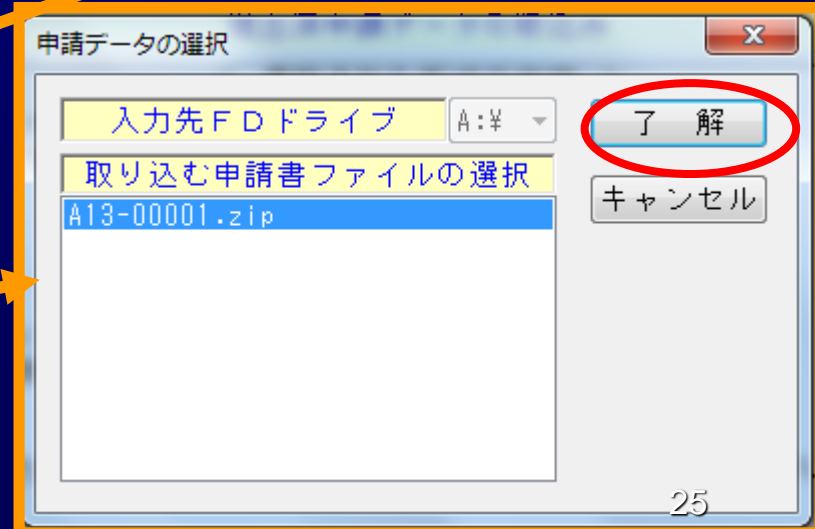 申請データの選択
入力先ＦＤドライブ
A:¥
了　解
取り込む申請書ファイルの選択
キャンセル
A13-00001.zip
25